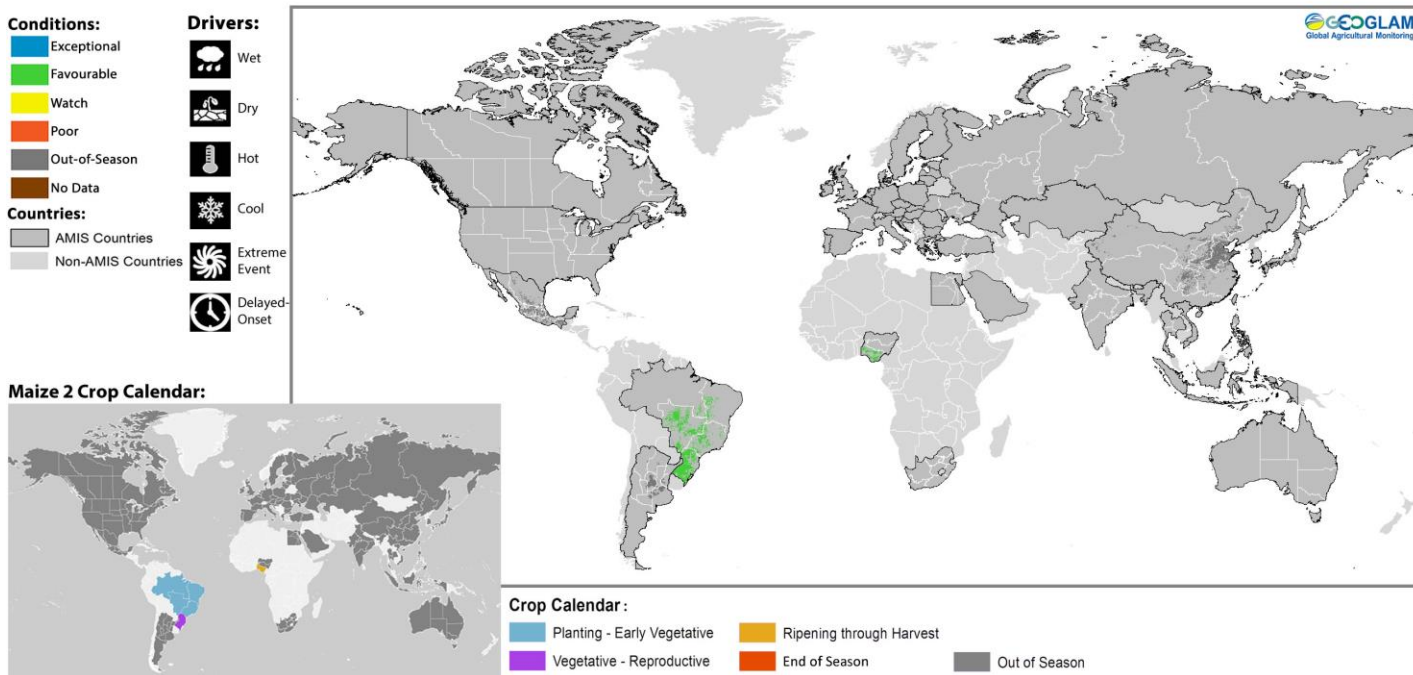 Conditions:
Exceptional
Favourable
Watch
Poor
Out-of-Season
No Data
Countries:
AMIS Countries
Non-AMIS Countries
Drivers:
Wet
Dry
Hot
Cool
Extreme
Event
Delayed-
Onset
GEOGLAM
Global Agricultural Monitoring
Maize 2 Crop Calendar:
Crop Calendar :
Planting - Early Vegetative
Vegetative - Reproductive
Ripening through Harvest
End of Season
Out of Season